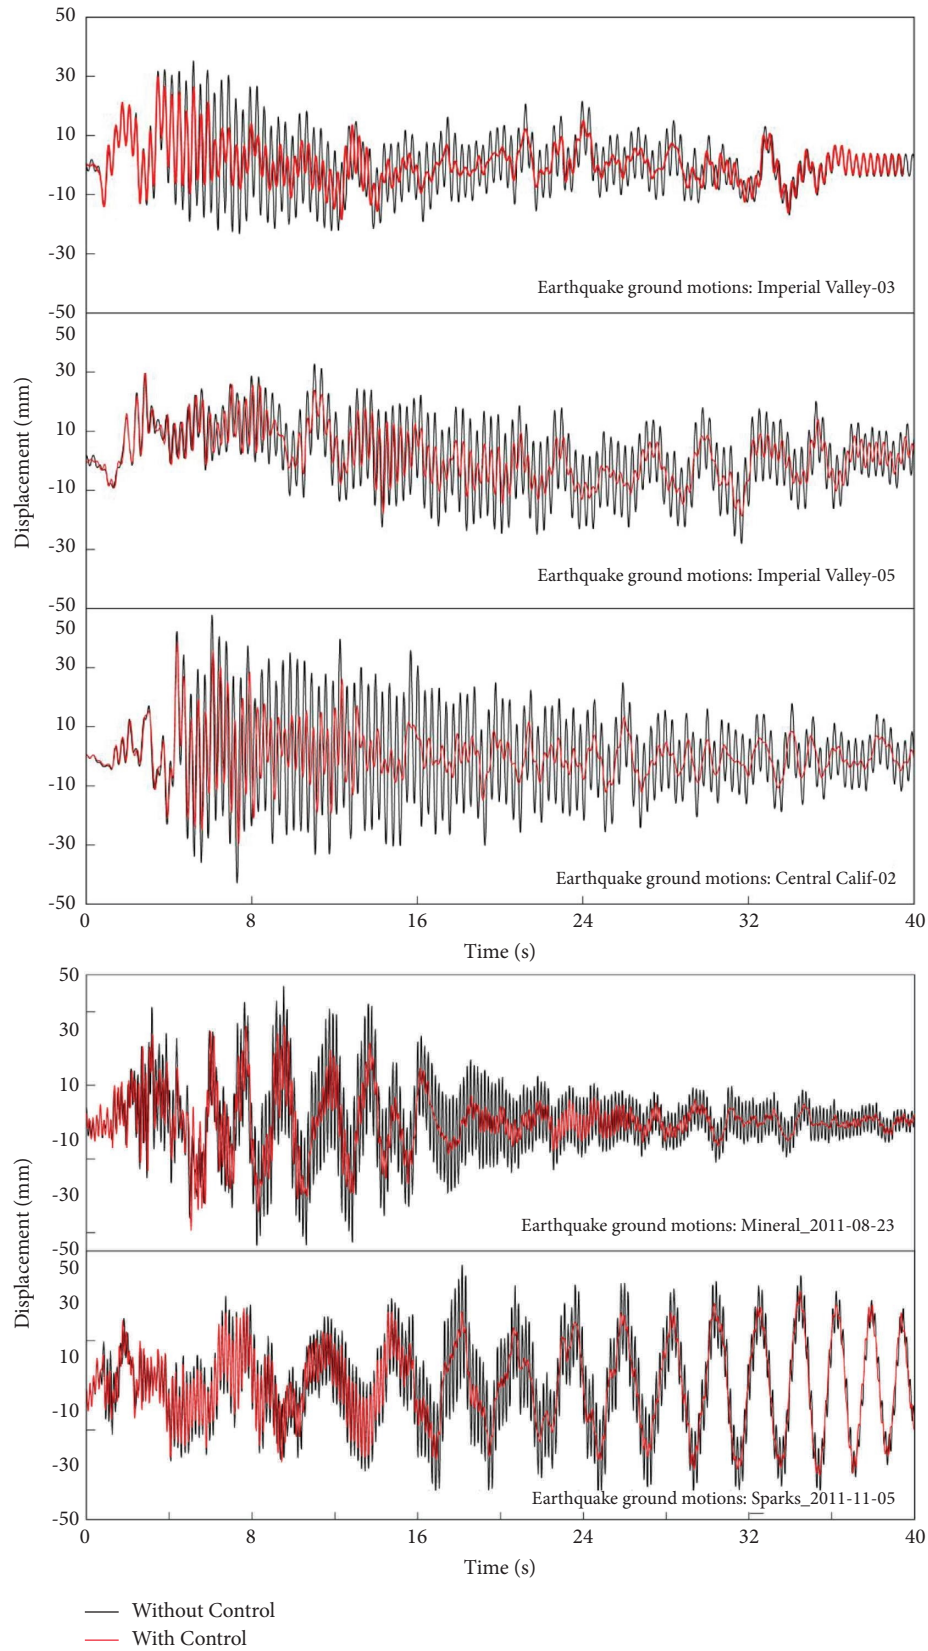 50
30
10
-10
-30
Earthquake ground motions: Imperial Valley-03
-50
50
30
10
-10
-30
Earthquake ground motions: Imperial Valley-05
-50
50
30
10
-10
-30
Earthquake ground motions: Central Calif-02
-50
Displacement (mm)
0 8 16 24 32 40
Time (s)
50
30
10
-10
-30
Earthquake ground motions: Mineral_2011-08-23
-50
50
30
10
-10
-30
Earthquake ground motions: Sparks_2011-11-05
-50
Displacement (mm)
0 8 16 24 32 40
Time (s)
Without Control
With Control